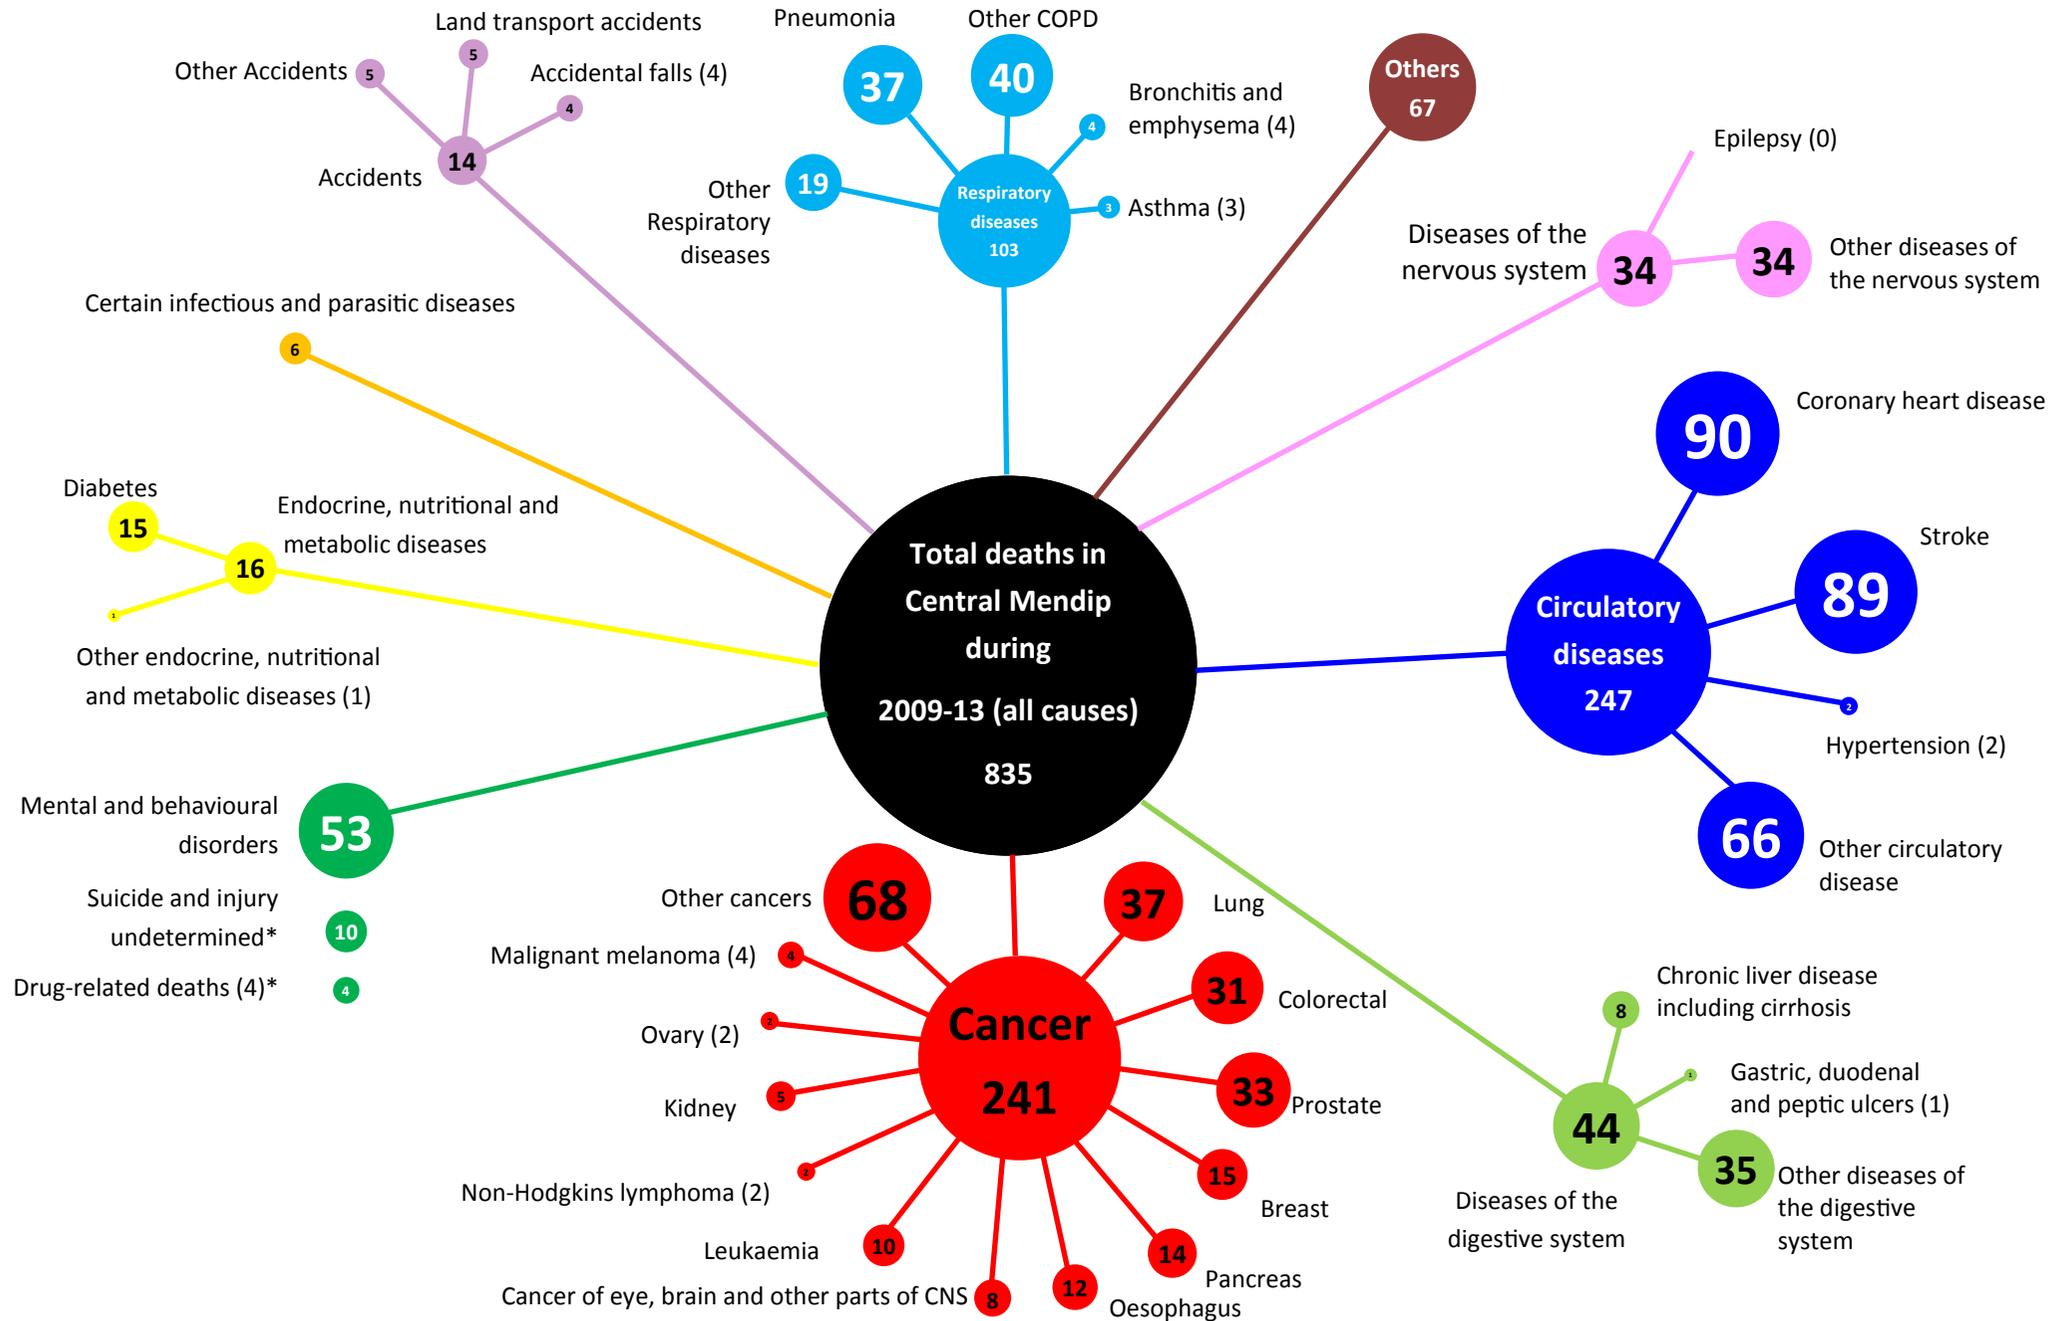 Land transport accidents
5
Other Accidents
5
Accidental falls (4)
4
14
Accidents
Pneumonia
37
Other COPD
40
Bronchitis and
emphysema (4)
4
Other
Respiratory
diseases
19
Respiratory
diseases
103
3
Asthma (3)
Others
67
Epilepsy (0)
Diseases of the
nervous system
34
34
Other diseases of
the nervous system
Certain infectious and parasitic diseases
6
Diabetes
15
Endocrine, nutritional and
metabolic diseases
16
1
Other endocrine, nutritional
and metabolic diseases (1)
Total deaths in
Central Mendip
during
2009-13 (all causes)
835
90
Coronary heart disease
Stroke
89
Circulatory
diseases
247
2
Hypertension (2)
66
Other circulatory
disease
Mental and behavioural
disorders
53
Suicide and injury
undetermined*
10
Drug-related deaths (4)*
4
Other cancers
68
Malignant melanoma (4)
4
Ovary (2)
2
Kidney
5
Non-Hodgkins lymphoma (2)
2
Leukaemia
10
Cancer of eye, brain and other parts of CNS
8
Cancer
241
37
Lung
31
Colorectal
33
Prostate
15
Breast
14
Pancreas
12
Oesophagus
8
Chronic liver disease
including cirrhosis
1
Gastric, duodenal
and peptic ulcers (1)
44
35
Other diseases of
the digestive
system
Diseases of the
digestive system